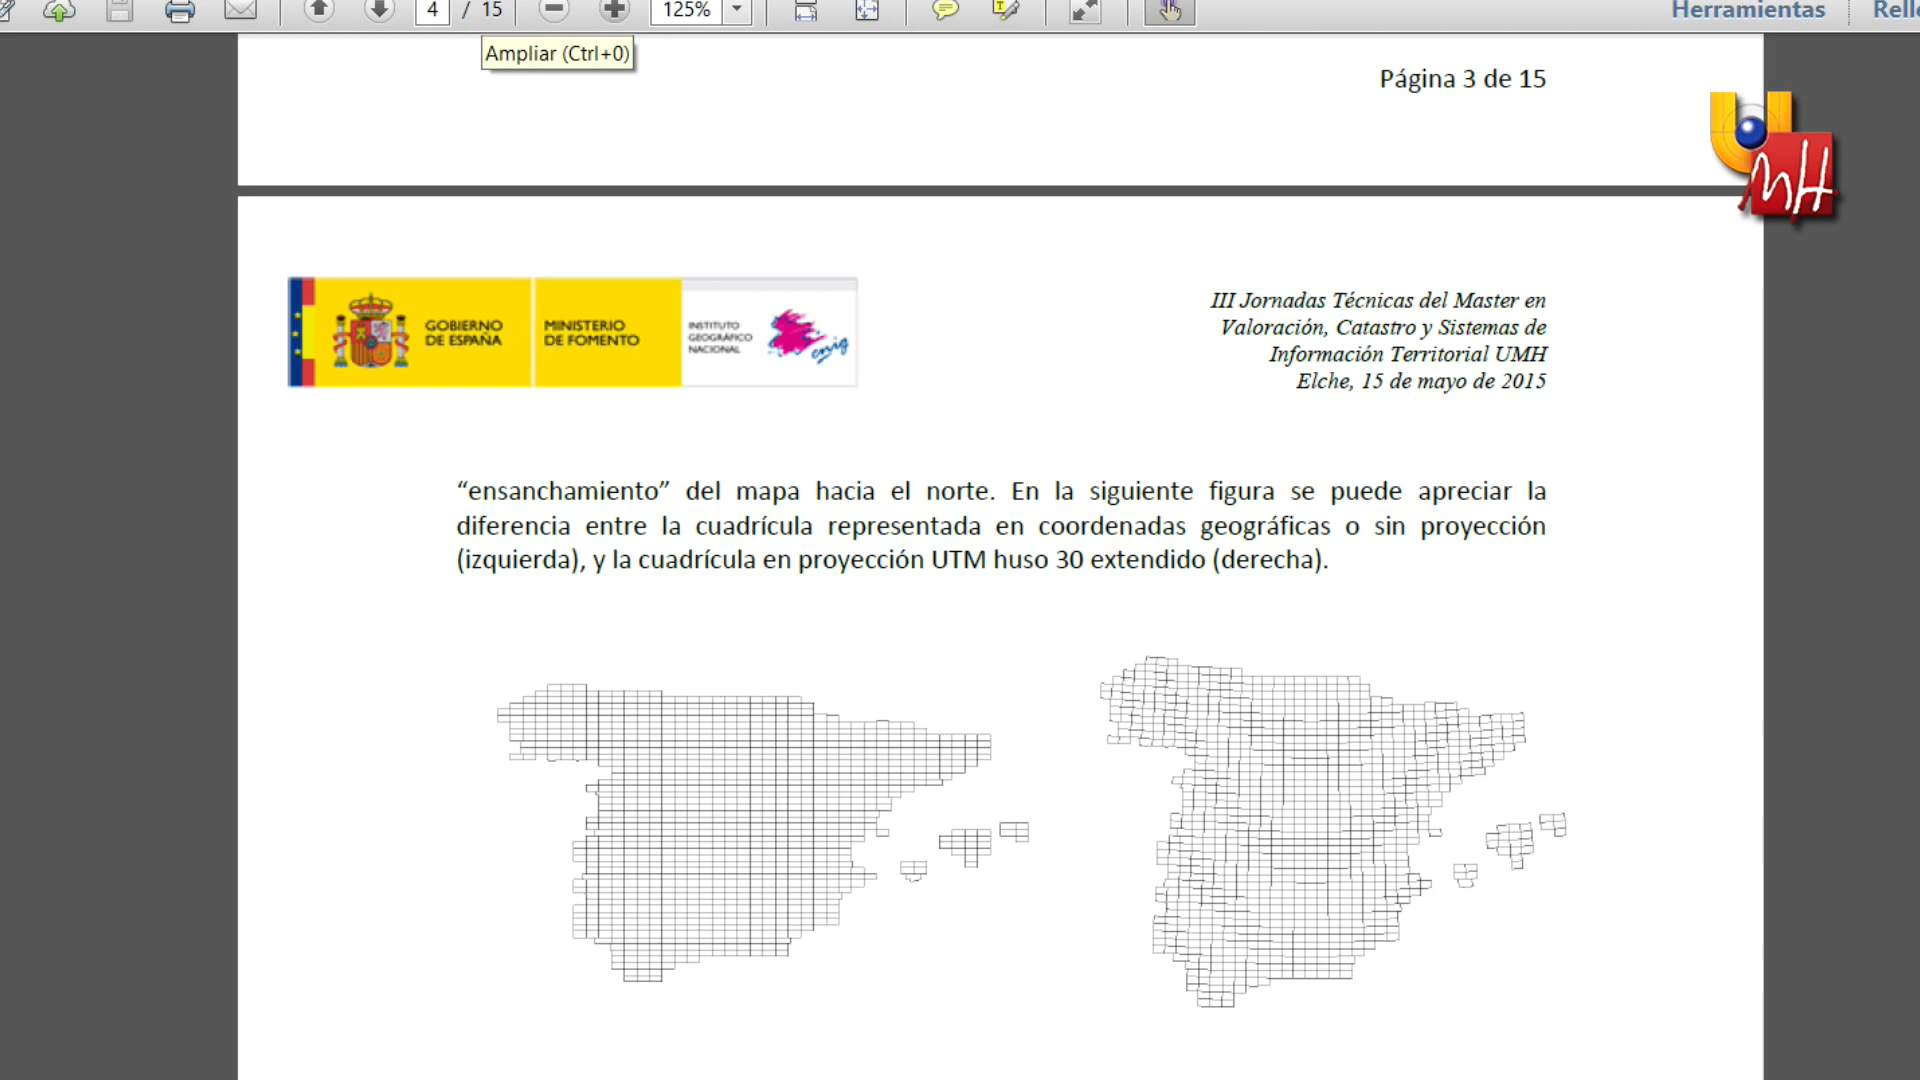 4 / 15
125%
Herramientas
Ampliar (Ctrl+0)
Página 3 de 15
UMH
GOBIERNO
DE ESPAÑA
MINISTERIO
DE FOMENTO
INSTITUTO
GEOGRÁFICO
NACIONAL
cnig
III Jornadas Técnicas del Master en
Valoración, Catastro y Sistemas de
Información Territorial UMH
Elche, 15 de mayo de 2015
“ensanchamiento” del mapa hacia el norte. En la siguiente figura se puede apreciar la
diferencia entre la cuadrícula representada en coordenadas geográficas o sin proyección
(izquierda), y la cuadrícula en proyección UTM huso 30 extendido (derecha).